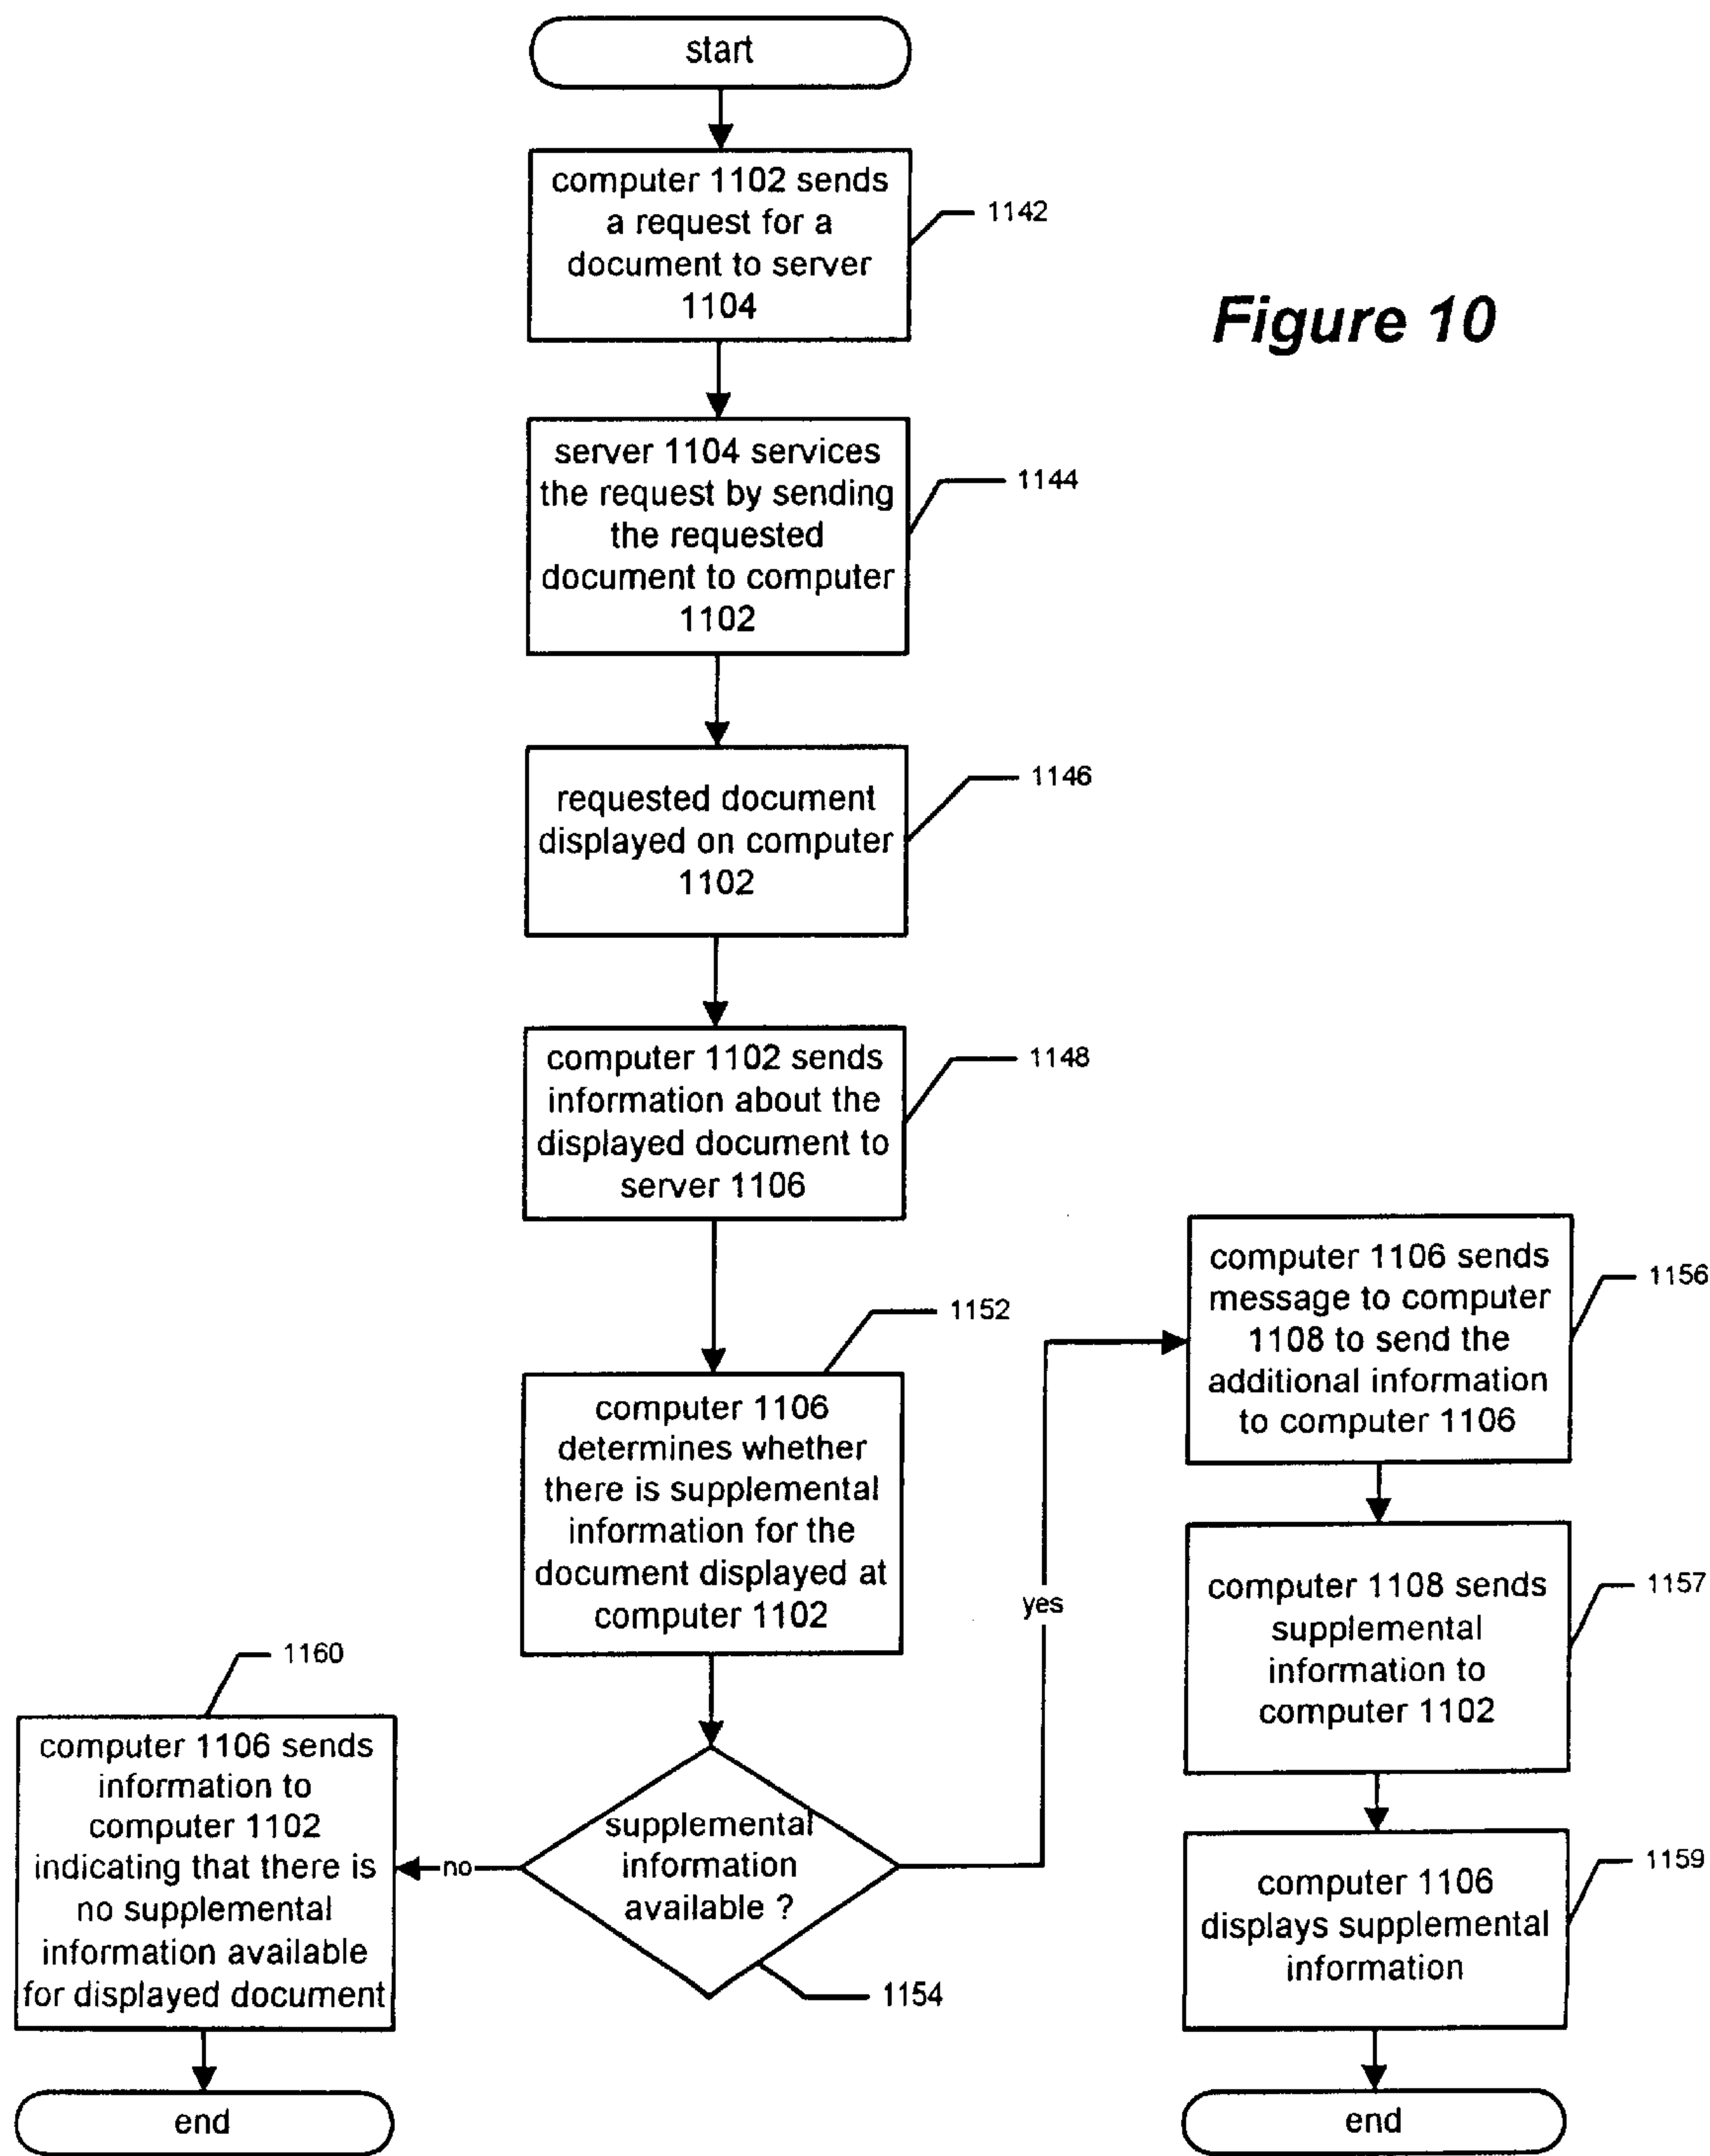 start
computer 1102 sends
a request for a
document to server
1104
1142
Figure 10
server 1104 services
the request by sending
the requested
document to computer
1102
1144
requested document
displayed on computer
1102
1146
computer 1102 sends
information about the
displayed document to
server 1106
1148
computer 1106
determines whether
there is supplemental
information for the
document displayed at
computer 1102
1152
supplemental
information
available ?
1154
no
yes
computer 1106 sends
information to
computer 1102
indicating that there is
no supplemental
information available
for displayed document
1160
end
computer 1106 sends
message to computer
1108 to send the
additional information
to computer 1106
1156
computer 1108 sends
supplemental
information to
computer 1102
1157
computer 1106
displays supplemental
information
1159
end